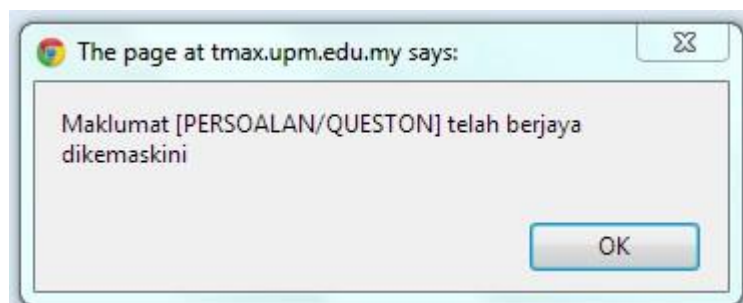 The page at tmax.upm.edu.my says:
Maklumat [PERSOALAN/QUESTON] telah berjaya
dikemaskini
OK